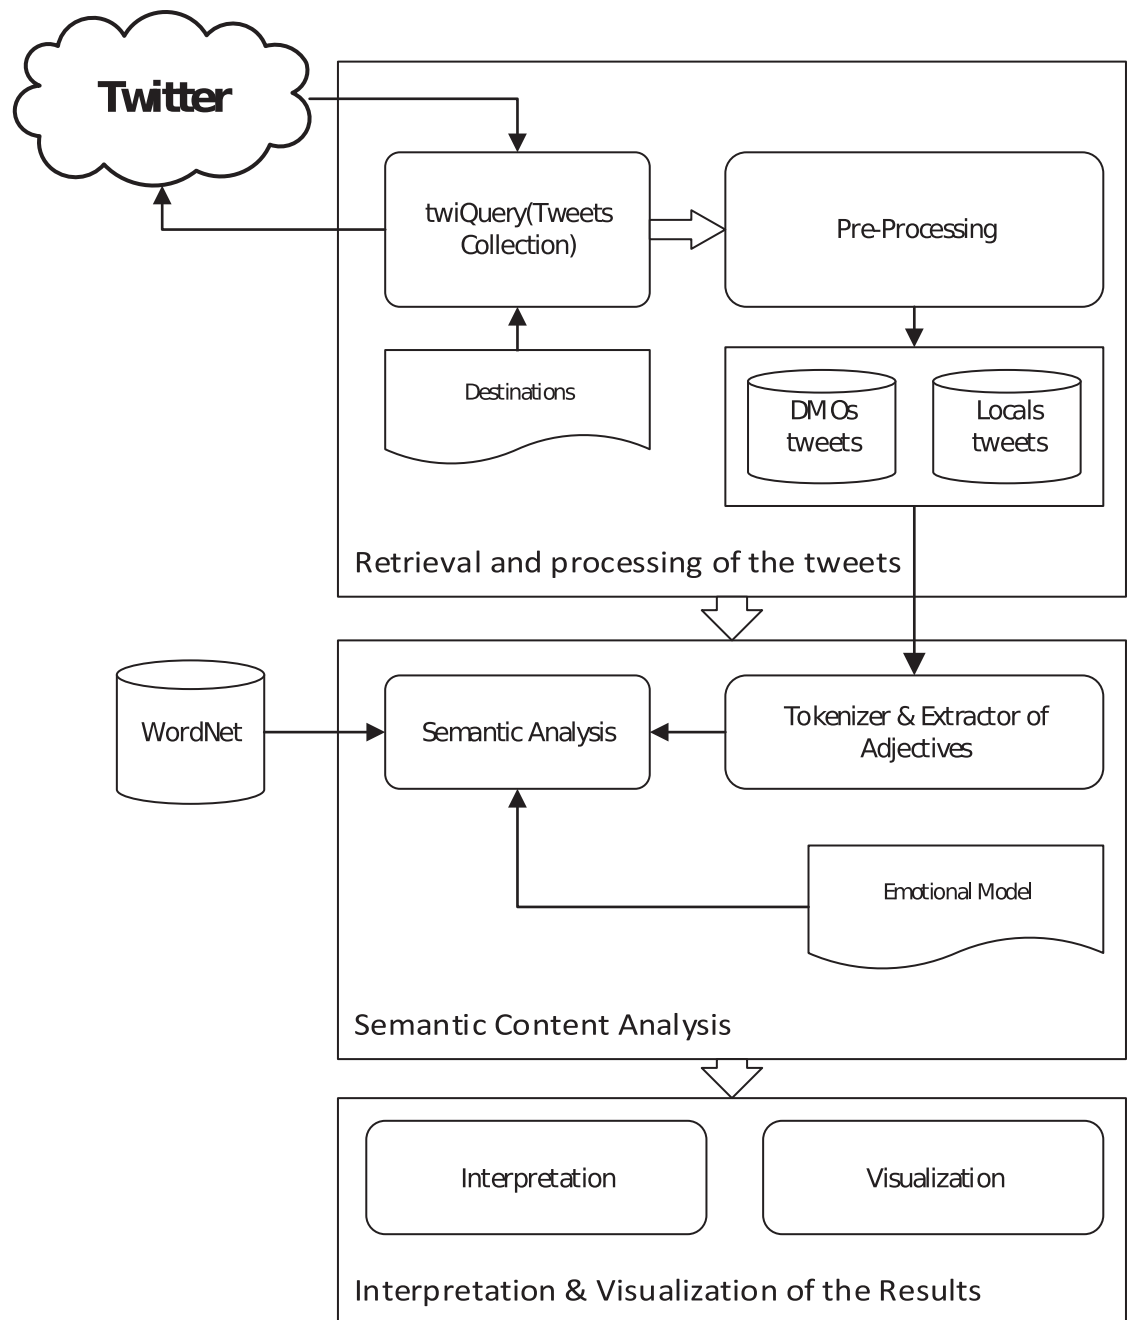 Twitter
twiQuery(Tweets
Collection)
Pre-Processing
Destinations
DMOs
tweets
Locals
tweets
Retrieval and processing of the tweets
WordNet
Semantic Analysis
Tokenizer & Extractor of
Adjectives
Emotional Model
Semantic Content Analysis
Interpretation
Visualization
Interpretation & Visualization of the Results